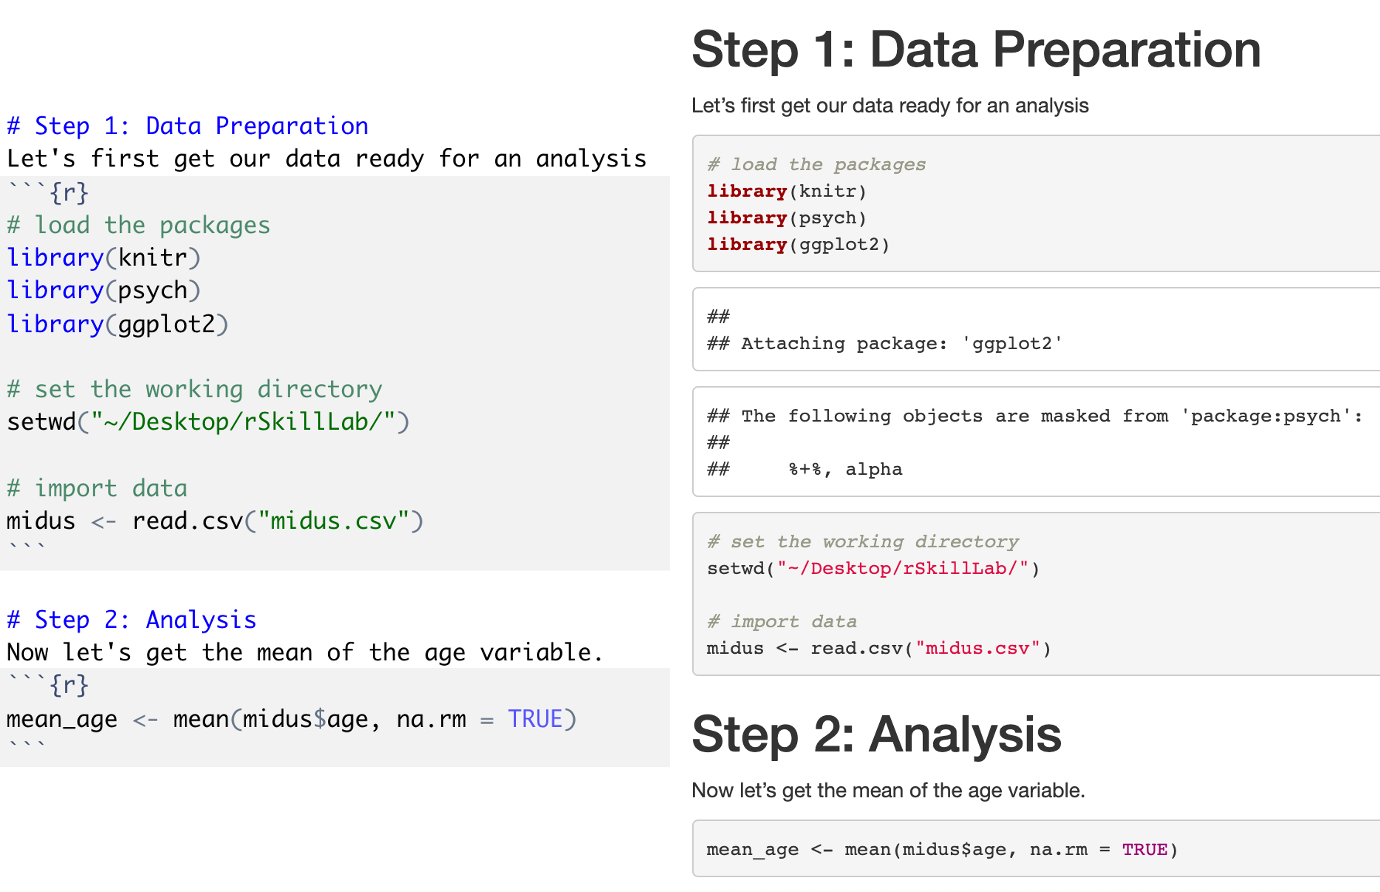 # Step 1: Data Preparation
Let's first get our data ready for an analysis
```{r}
# load the packages
library(knitr)
library(psych)
library(ggplot2)
# set the working directory
setwd("~/Desktop/rSkillLab/")
# import data
midus <- read.csv("midus.csv")
```
# Step 2: Analysis
Now let's get the mean of the age variable.
```{r}
mean_age <- mean(midus$age, na.rm = TRUE)
```
Step 1: Data Preparation
Let’s first get our data ready for an analysis
# load the packages
library(knitr)
library(psych)
library(ggplot2)
##
## Attaching package: 'ggplot2'
## The following objects are masked from 'package:psych':
##
##     %+%, alpha
# set the working directory
setwd("~/Desktop/rSkillLab/")
# import data
midus <- read.csv("midus.csv")
Step 2: Analysis
Now let’s get the mean of the age variable.
mean_age <- mean(midus$age, na.rm = TRUE)